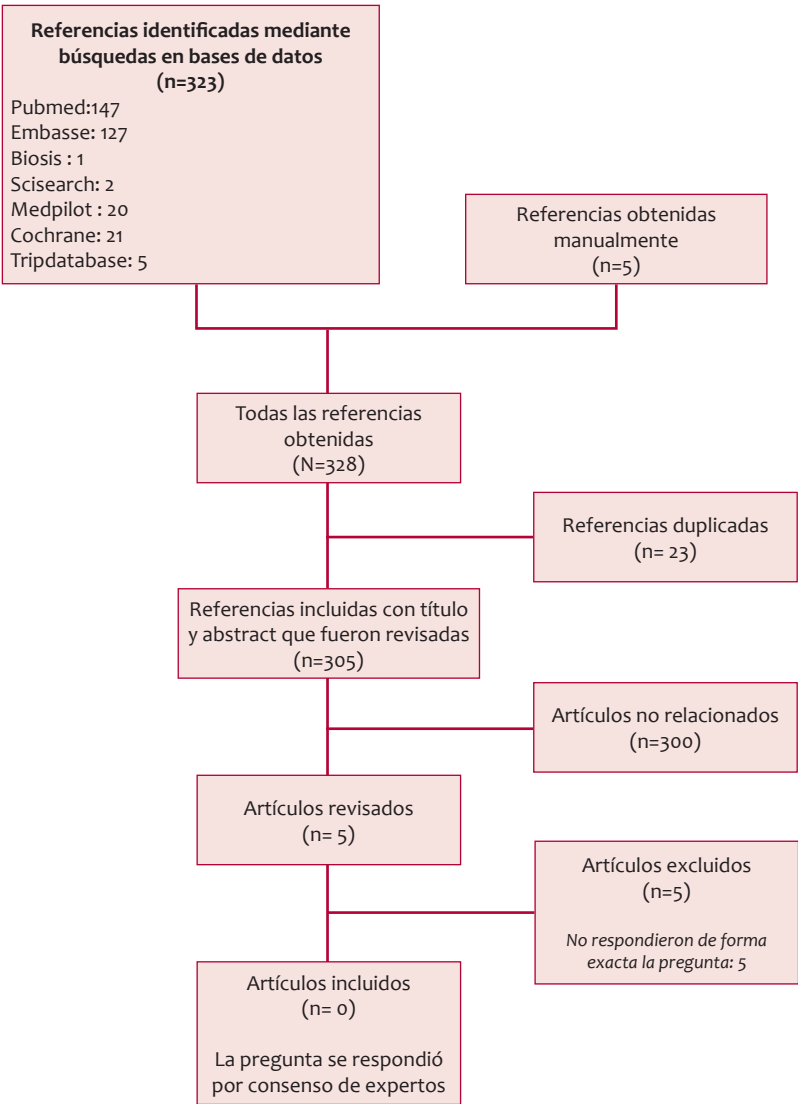 Referencias identificadas mediante
búsquedas en bases de datos
(n=323)
Pubmed:147
Embasse: 127
Biosis : 1
Scisearch: 2
Medpilot : 20
Cochrane: 21
Tripdatabase: 5
Referencias obtenidas
manualmente
(n=5)
Todas las referencias
obtenidas
(N=328)
Referencias duplicadas
(n= 23)
Referencias incluidas con título
y abstract que fueron revisadas
(n=305)
Artículos no relacionados
(n=300)
Artículos revisados
(n= 5)
Artículos excluidos
(n=5)
No respondieron de forma
exacta la pregunta: 5
Artículos incluidos
(n= 0)
La pregunta se respondió
por consenso de expertos